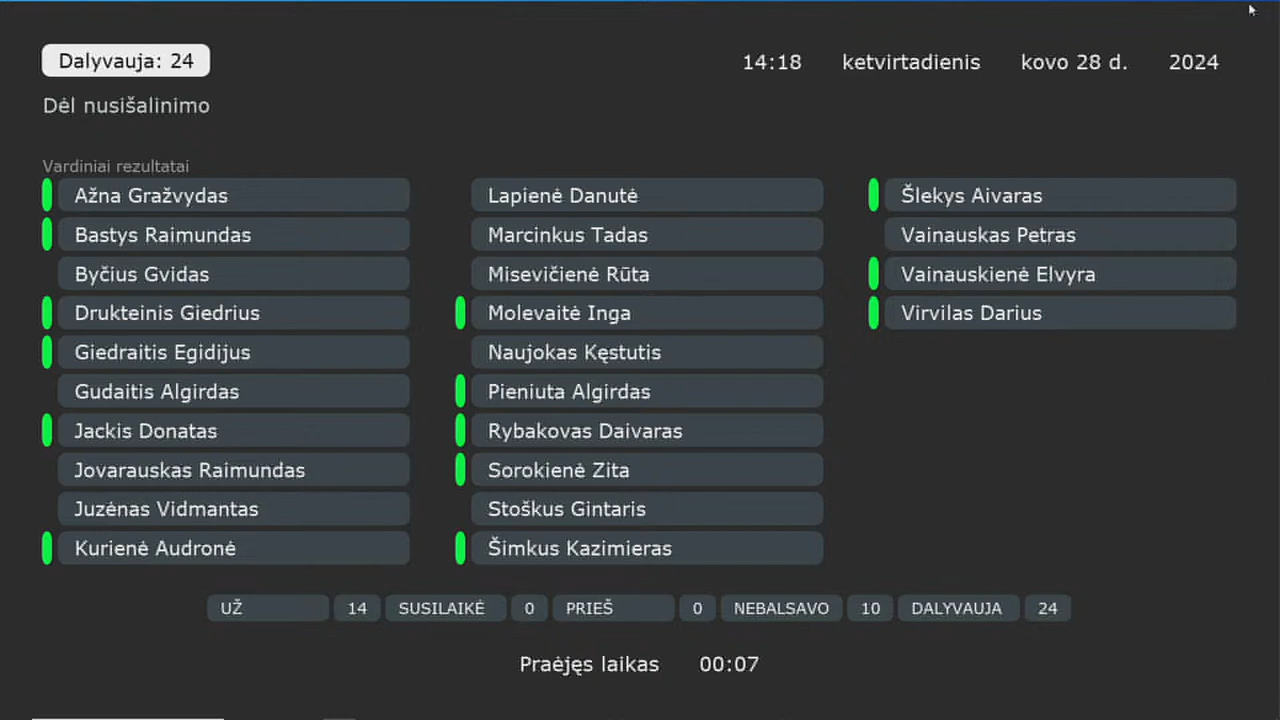 Dalyvauja: 24
14:18 ketvirtadienis kovo 28 d. 2024
Dėl nusišalinimo
Vardiniai rezultatai
Ažna Gražvydas
Bastys Raimundas
Byčius Gvidas
Drukteinis Giedrius
Giedraitis Egidijus
Gudaitis Algirdas
Jackis Donatas
Jovarauskas Raimundas
Juzėnas Vidmantas
Kurienė Audronė
Lapienė Danutė
Marcinkus Tadas
Misevičienė Rūta
Molevaitė Inga
Naujokas Kęstutis
Pieniuta Algirdas
Rybakovas Daivaras
Sorokienė Zita
Stoškus Gintaris
Šimkus Kazimieras
Šlekys Aivaras
Vainauskas Petras
Vainauskienė Elvyra
Virvilas Darius
UŽ 14 SUSILAIKĖ 0 PRIEŠ 0 NEBALSAVO 10 DALYVAUJA 24
Praėjęs laikas 00:07